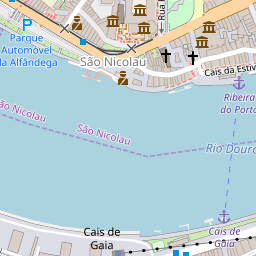 P
Parque
Automóvel
da Alfândega
São Nicolau
Rua
Cais da Estiv
Ribeira
do Porto
São Nicolau
São Nicolau
Rio Douro
Cais de
Gaia
Cais de
Gaia